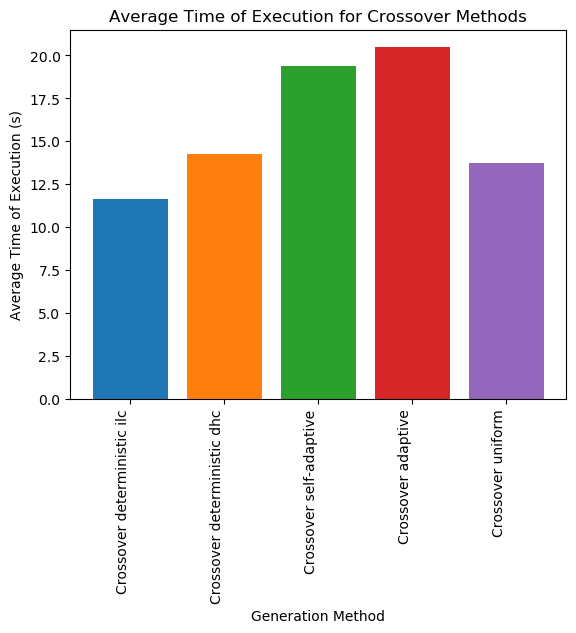 Average Time of Execution for Crossover Methods
Average Time of Execution (s)
20.0
17.5
15.0
12.5
10.0
7.5
5.0
2.5
0.0
Crossover deterministic ilc
Crossover deterministic dhc
Crossover self-adaptive
Crossover adaptive
Crossover uniform
Generation Method